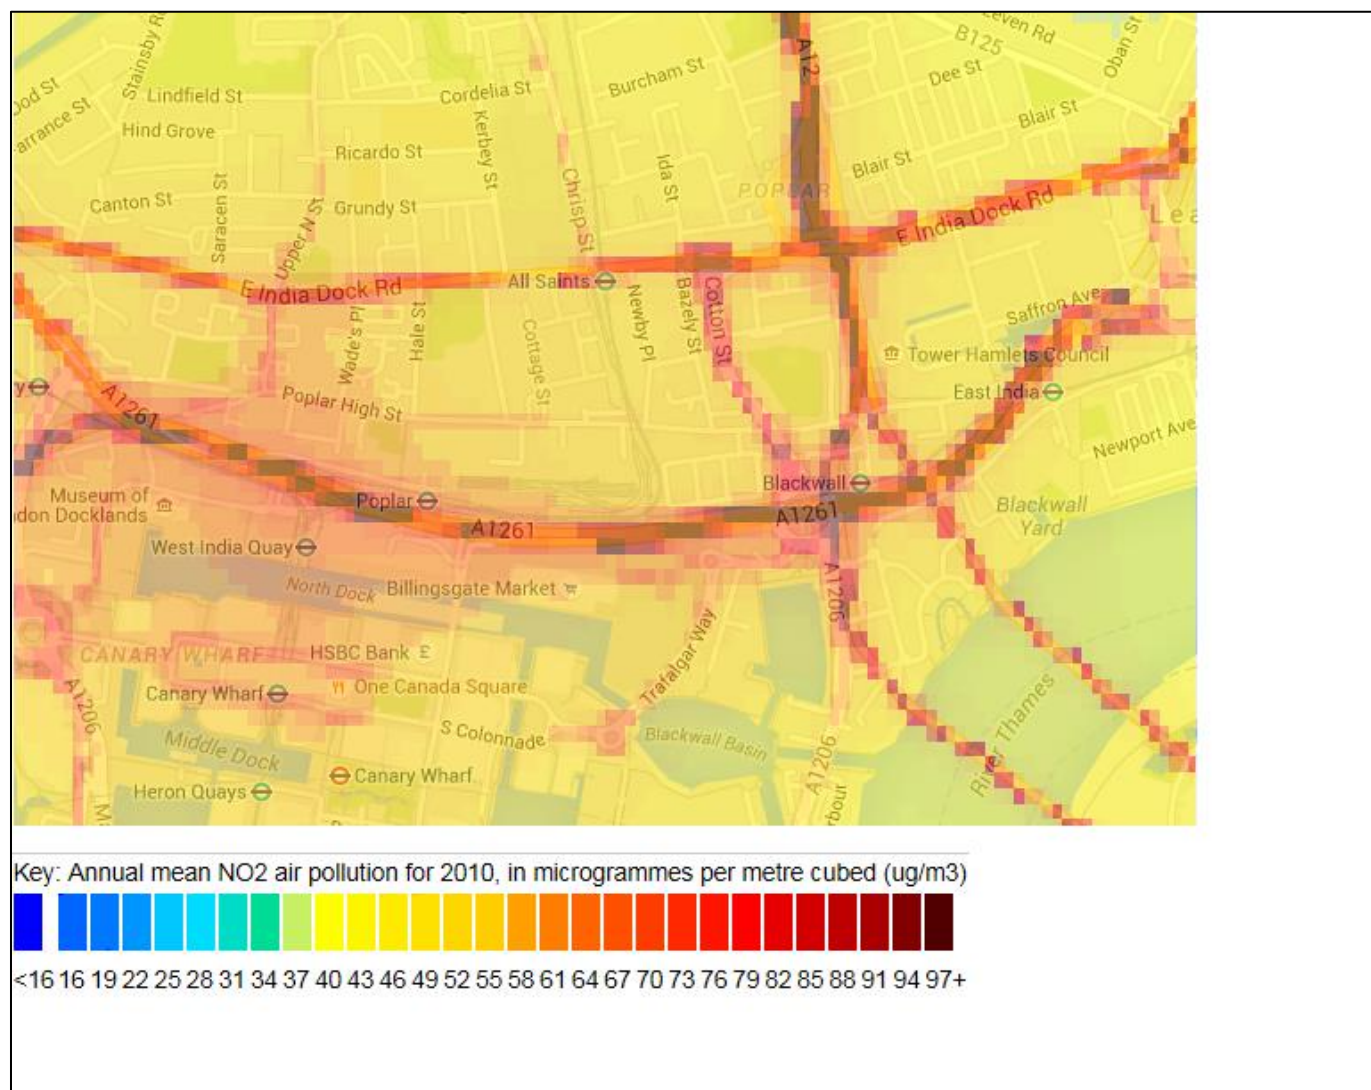 Stainsby R
Leven Rd
B125
Oban St
A12
Burcham St
Dee St
Cordelia St
Lindfield St
Blair St
Hind Grove
Kerbey St
Ricardo St
Ida St
Blair St
POPLAR
Canton St
Saracen St
Grundy St
Chrisp St
Upper N St
E India Dock Rd
Lea
E India Dock Rd
All Saints
Cotton St
Bazely St
Newby Pl
Saffron Ave
Wade's Pl
Hale St
Cottage St
Tower Hamlets Council
East India
A1261
Poplar High St
Newport Ave
Blackwall
Museum of
don Docklands
Poplar
A1261
A1261
Blackwall
Yard
West India Quay
North Dock
Billingsgate Market
A1206
CANARY WHARF
HSBC Bank
Trafalgar Way
Canary Wharf
One Canada Square
A1206
River Thames
S Colonnade
Blackwall Basin
Middle Dock
A1206
Canary Wharf
Heron Quays
rbour
Key: Annual mean NO2 air pollution for 2010, in microgrammes per metre cubed (ug/m3)
<16 16 19 22 25 28 31 34 37 40 43 46 49 52 55 58 61 64 67 70 73 76 79 82 85 88 91 94 97+